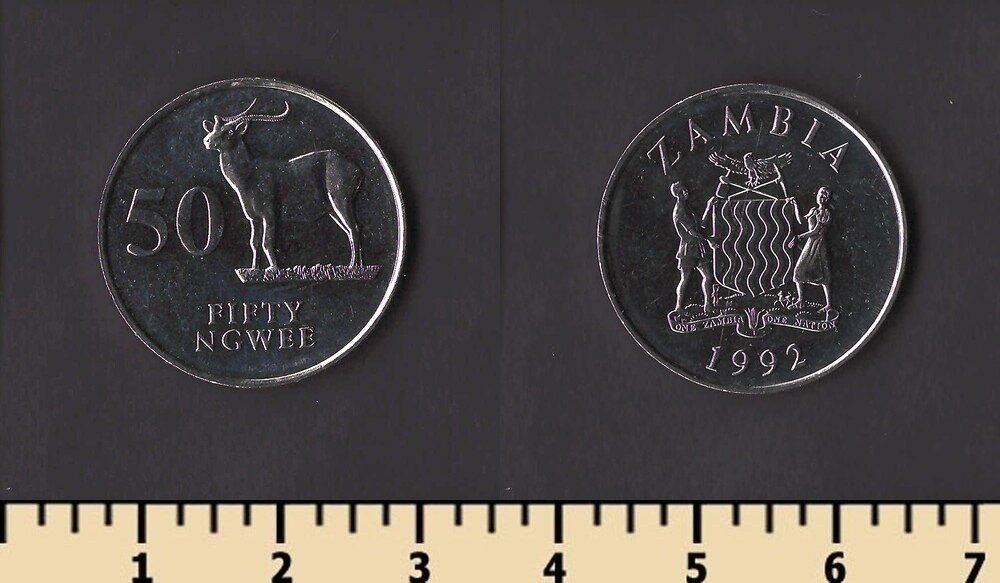 50
FIFTY
NGWEE
ZAMBIA
ONE ZAMBIA ONE NATION
1992
1 2 3 4 5 6 7